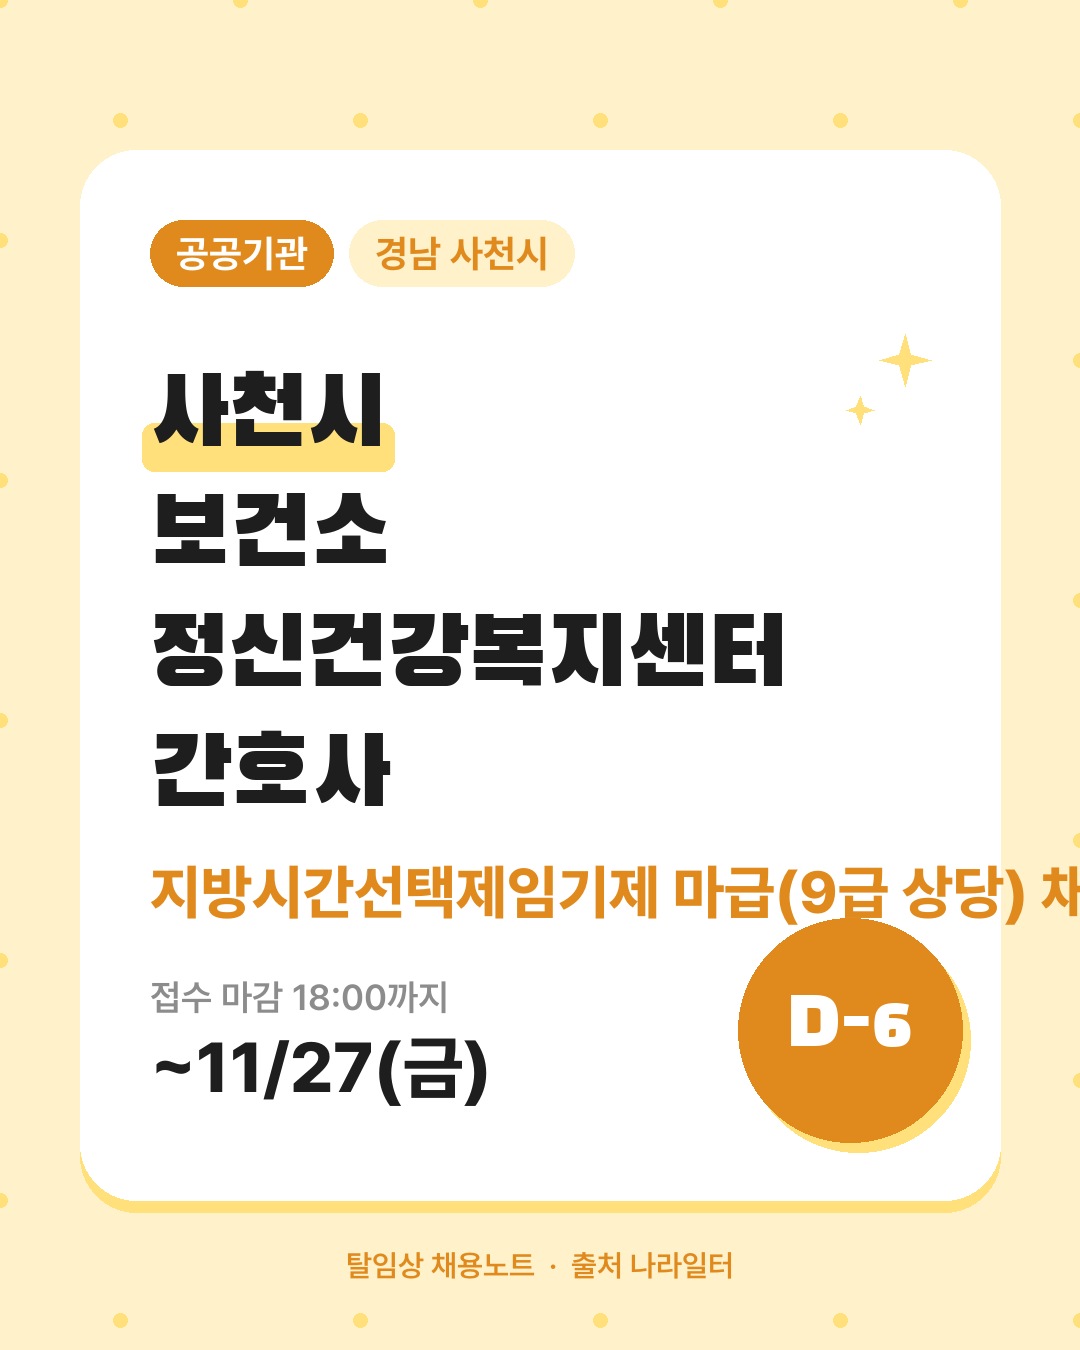 공공기관 경남 사천시
사천시
보건소
정신건강복지센터
간호사
지방시간선택제임기제 마급(9급 상당)
접수 마감 18:00까지
~11/27(금)
D-6
탈임상 채용노트 · 출처 나라일터